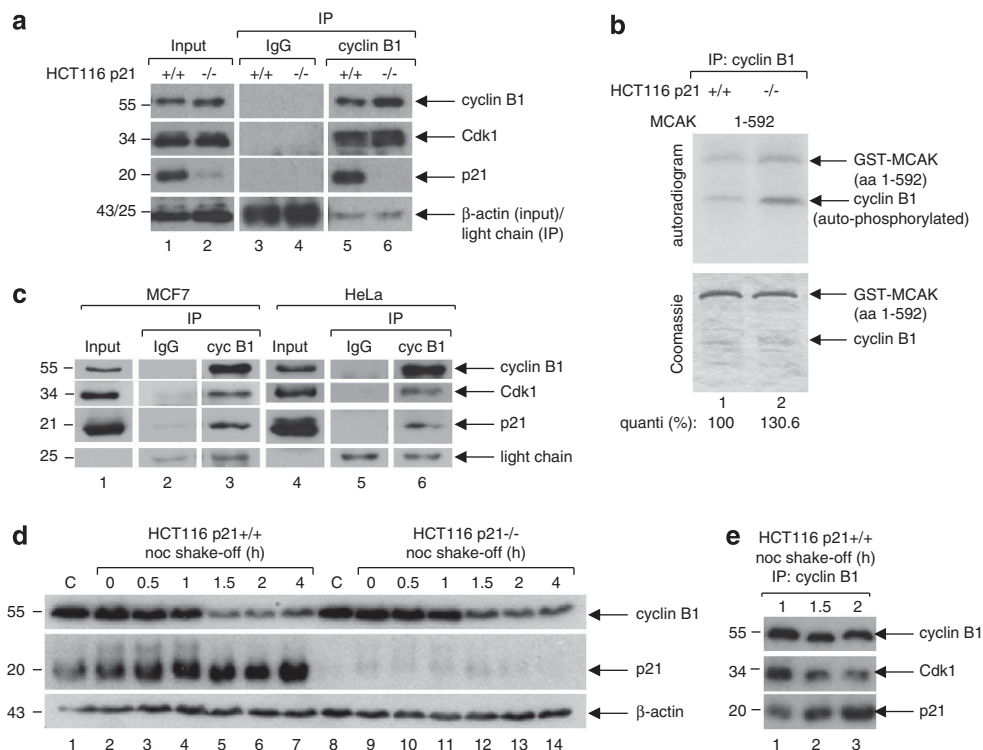 a
IP
Input IgG cyclin B1
HCT116 p21 +/+ -/- +/+ -/- +/+ -/-
55 cyclin B1
34 Cdk1
20 p21
43/25 β-actin (input)/
light chain (IP)
1 2 3 4 5 6
b
IP: cyclin B1
HCT116 p21 +/+ -/-
MCAK 1-592
autoradiogram
GST-MCAK
(aa 1-592)
cyclin B1
(auto-phosphorylated)
Coomassie
GST-MCAK
(aa 1-592)
cyclin B1
1 2
quanti (%): 100 130.6
c
MCF7 HeLa
IP IP
Input IgG cyc B1 Input IgG cyc B1
55 cyclin B1
34 Cdk1
21 p21
25 light chain
1 2 3 4 5 6
d
HCT116 p21+/+ HCT116 p21-/-
noc shake-off (h) noc shake-off (h)
C 0 0.5 1 1.5 2 4 C 0 0.5 1 1.5 2 4
55 cyclin B1
20 p21
43 β-actin
1 2 3 4 5 6 7 8 9 10 11 12 13 14
e
HCT116 p21+/+
noc shake-off (h)
IP: cyclin B1
1 1.5 2
55 cyclin B1
34 Cdk1
20 p21
1 2 3